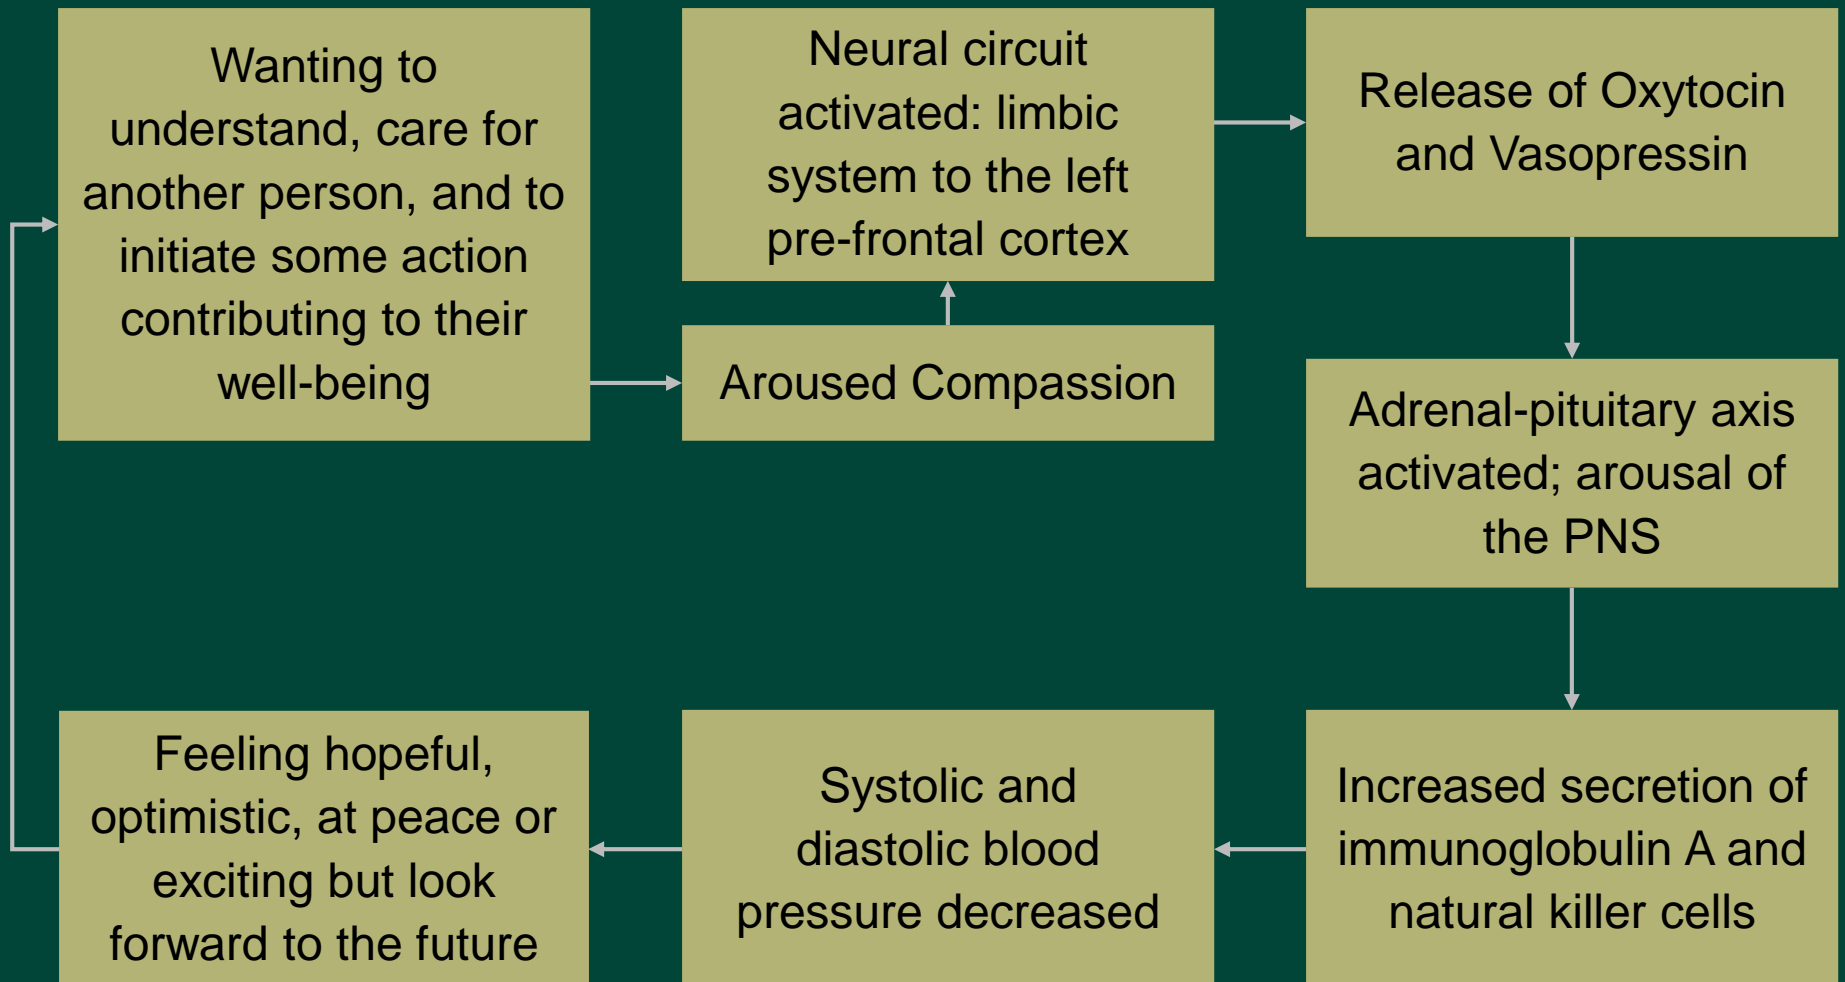 Wanting to
understand, care for
another person, and to
initiate some action
contributing to their
well-being
Aroused Compassion
Neural circuit
activated: limbic
system to the left
pre-frontal cortex
Release of Oxytocin
and Vasopressin
Adrenal-pituitary axis
activated; arousal of
the PNS
Increased secretion of
immunoglobulin A and
natural killer cells
Systolic and
diastolic blood
pressure decreased
Feeling hopeful,
optimistic, at peace or
exciting but look
forward to the future